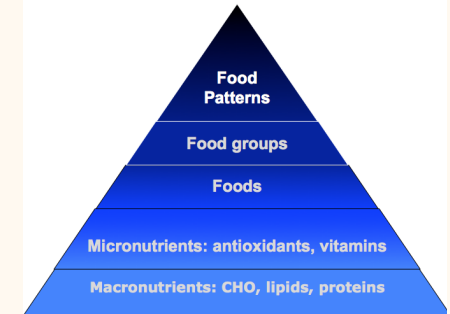 Food
Patterns
Food groups
Foods
Micronutrients: antioxidants, vitamins
Macronutrients: CHO, lipids, proteins